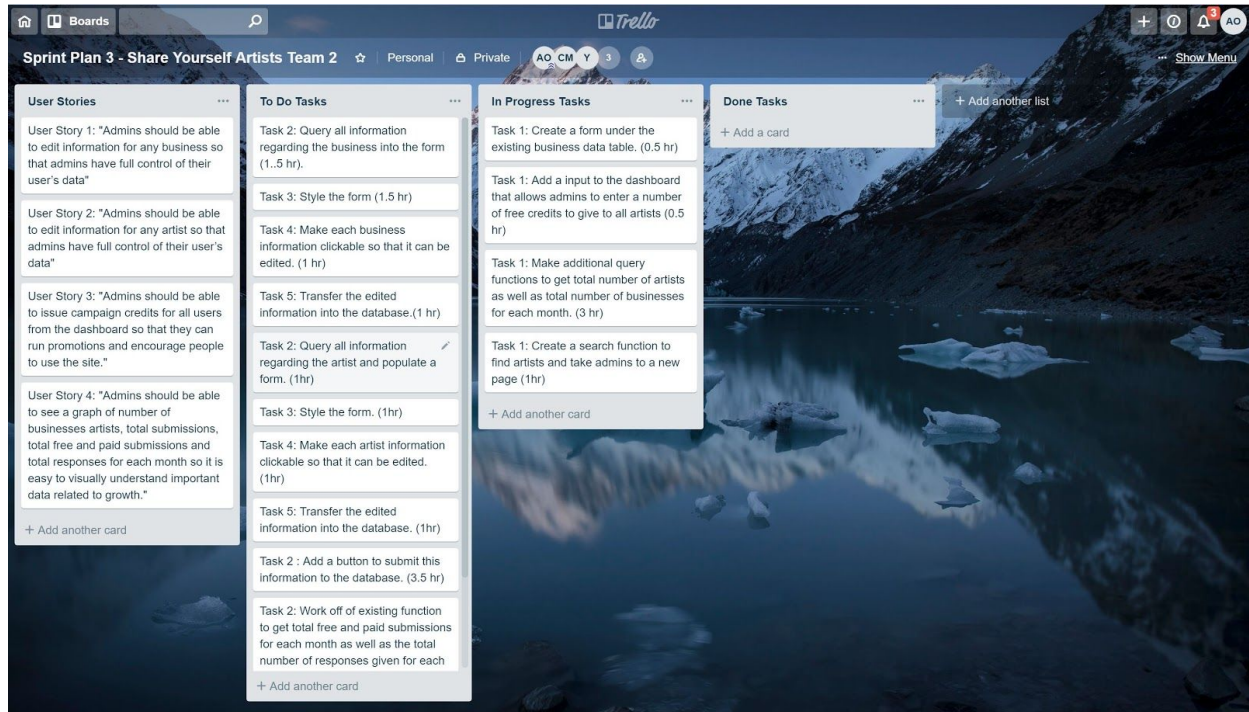 Boards
Trello
3
AO
Sprint Plan 3 - Share Yourself Artists Team 2
Personal
Private
AO
CM
Y
3
... Show Menu
User Stories ...
User Story 1: "Admins should be able
to edit information for any business so
that admins have full control of their
user's data"
User Story 2: "Admins should be able
to edit information for any artist so that
admins have full control of their user's
data"
User Story 3: "Admins should be able
to issue campaign credits for all users
from the dashboard so that they can
run promotions and encourage people
to use the site."
User Story 4: "Admins should be able
to see a graph of number of
businesses artists, total submissions,
total free and paid submissions and
total responses for each month so it is
easy to visually understand important
data related to growth."
+ Add another card
To Do Tasks ...
Task 2: Query all information
regarding the business into the form
(1..5 hr).
Task 3: Style the form (1.5 hr)
Task 4: Make each business
information clickable so that it can be
edited. (1 hr)
Task 5: Transfer the edited
information into the database.(1 hr)
Task 2: Query all information
regarding the artist and populate a
form. (1hr)
Task 3: Style the form. (1hr)
Task 4: Make each artist information
clickable so that it can be edited.
(1hr)
Task 5: Transfer the edited
information into the database. (1hr)
Task 2 : Add a button to submit this
information to the database. (3.5 hr)
Task 2: Work off of existing function
to get total free and paid submissions
for each month as well as the total
number of responses given for each
+ Add another card
In Progress Tasks ...
Task 1: Create a form under the
existing business data table. (0.5 hr)
Task 1: Add a input to the dashboard
that allows admins to enter a number
of free credits to give to all artists (0.5
hr)
Task 1: Make additional query
functions to get total number of artists
as well as total number of businesses
for each month. (3 hr)
Task 1: Create a search function to
find artists and take admins to a new
page (1hr)
+ Add another card
Done Tasks ...
+ Add a card
+ Add another list